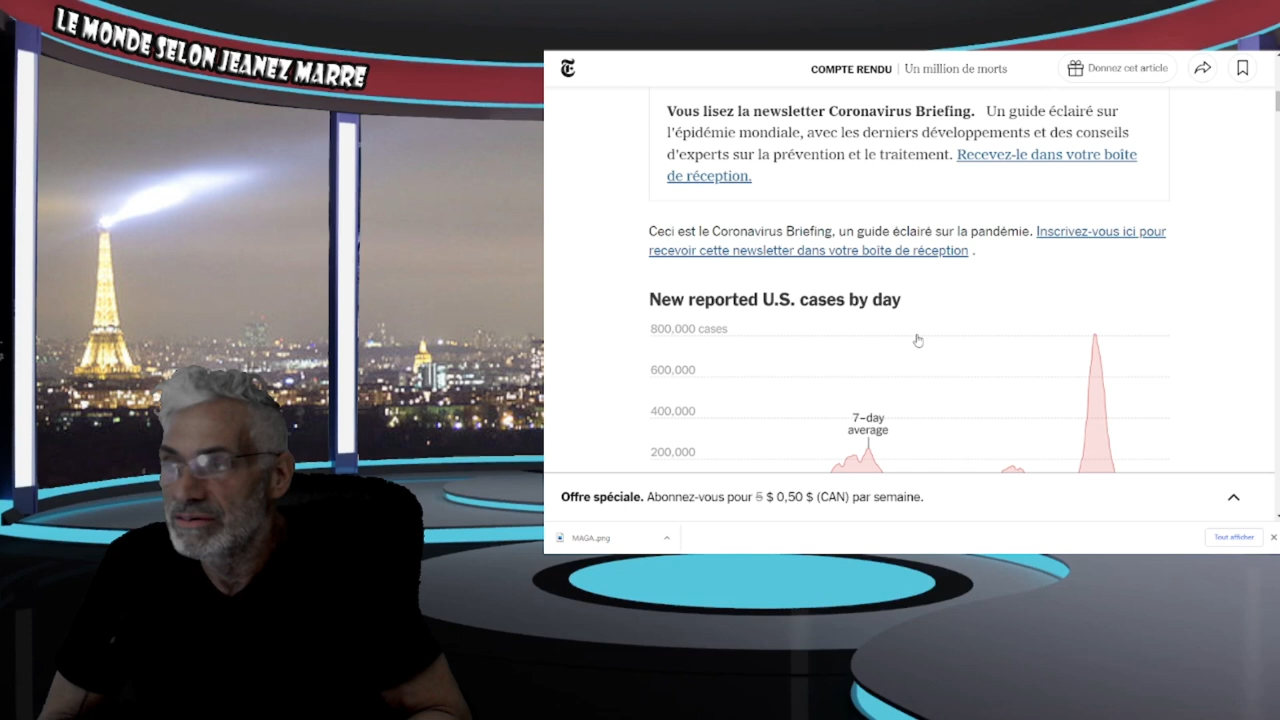 LE MONDE SELON JEANEZ MARRE
COMPTE RENDU | Un million de morts
Donnez cet article
Vous lisez la newsletter Coronavirus Briefing. Un guide éclairé sur
l'épidémie mondiale, avec les derniers développements et des conseils
d'experts sur la prévention et le traitement. Recevez-le dans votre boîte
de réception.
Ceci est le Coronavirus Briefing, un guide éclairé sur la pandémie. Inscrivez-vous ici pour
recevoir cette newsletter dans votre boîte de réception .
New reported U.S. cases by day
800,000 cases
600,000
400,000
7–day
average
200,000
Offre spéciale. Abonnez-vous pour 5 $ 0,50 $ (CAN) par semaine.
MAGA.png
Tout afficher